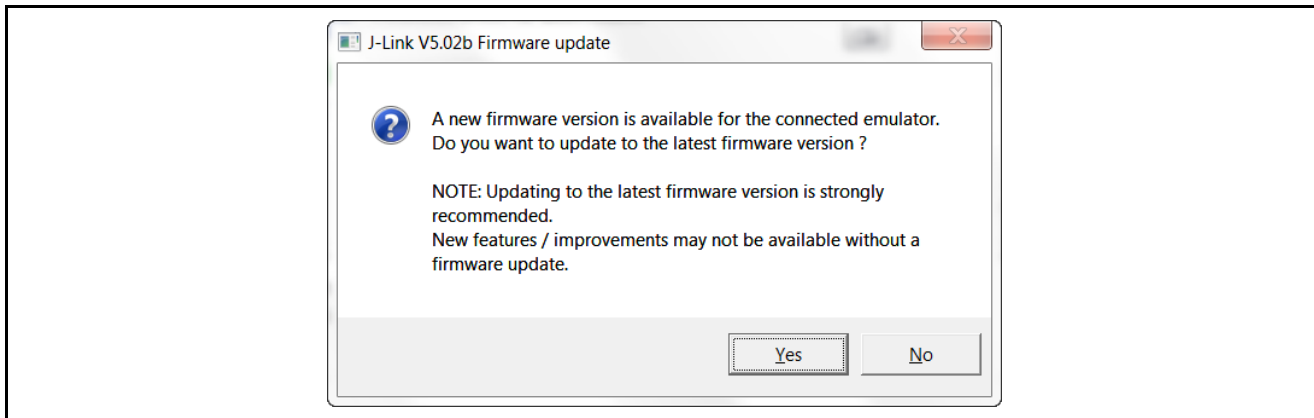 J-Link V5.02b Firmware update
A new firmware version is available for the connected emulator.
Do you want to update to the latest firmware version ?
NOTE: Updating to the latest firmware version is strongly
recommended.
New features / improvements may not be available without a
firmware update.
Yes
No